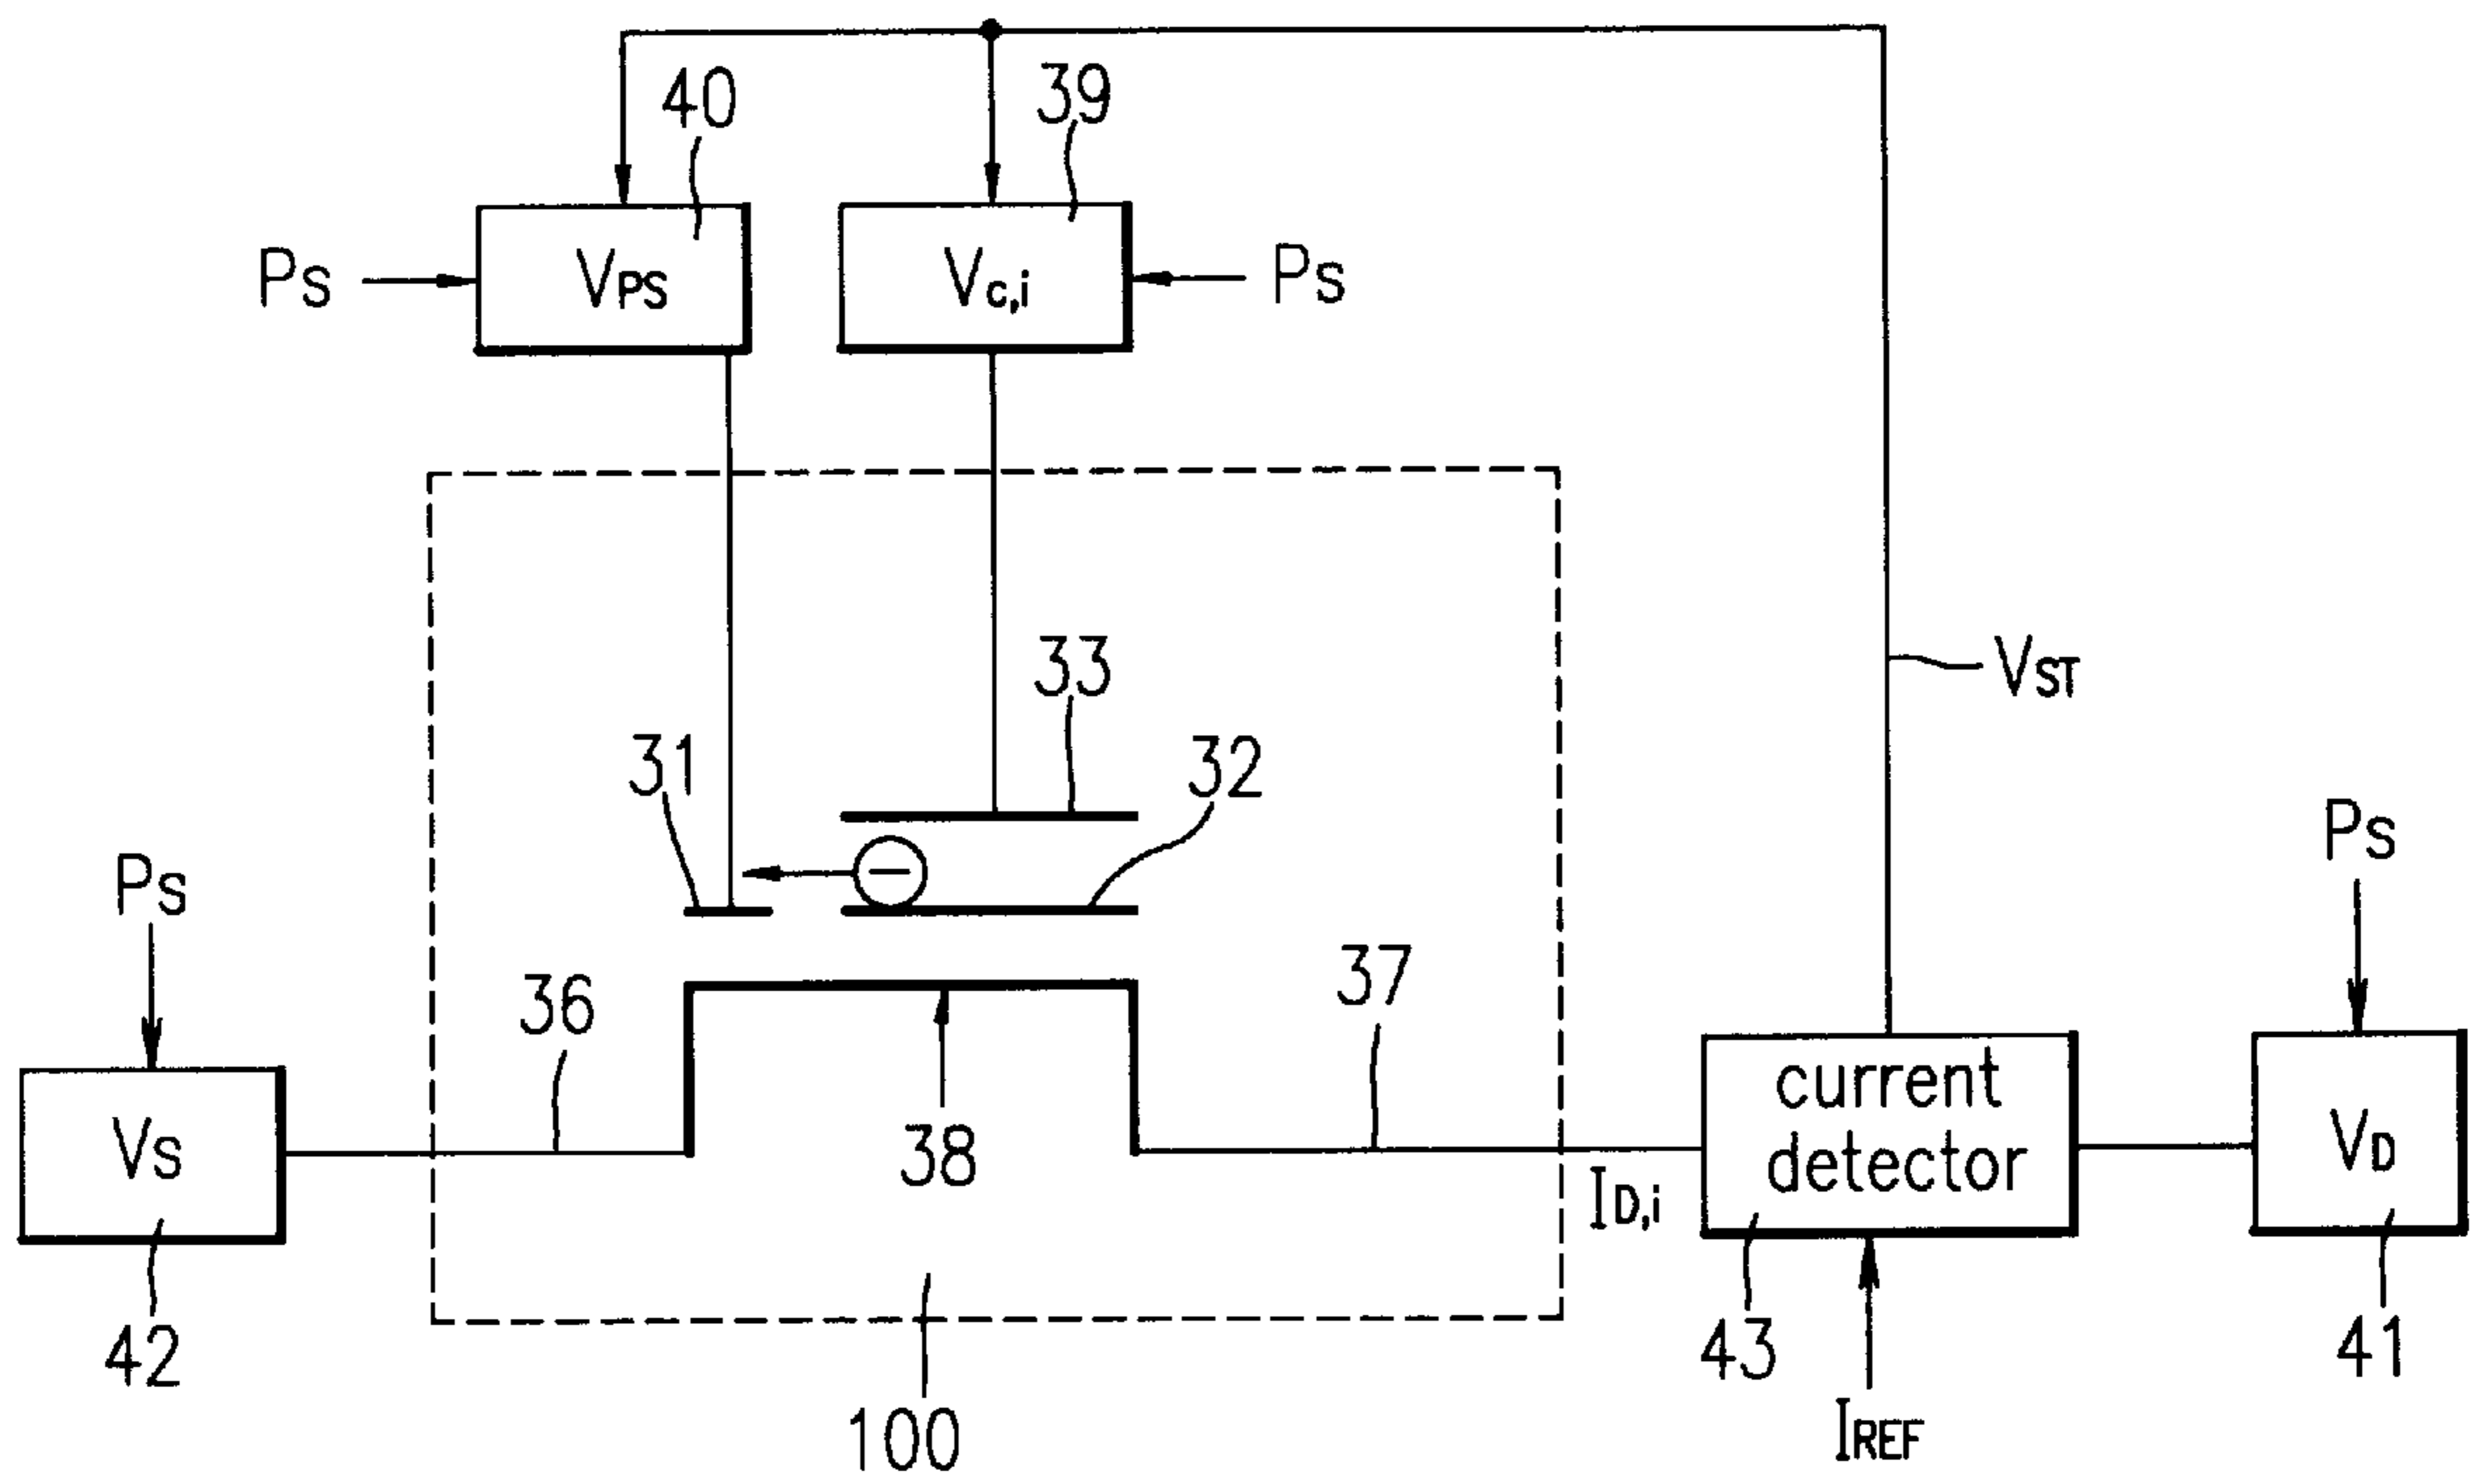 40
39
Ps
VPS
Vc,i
Ps
33
VST
31
32
Ps
Ps
36
37
current
detector
VS
38
VD
ID,i
42
43
41
100
IREF